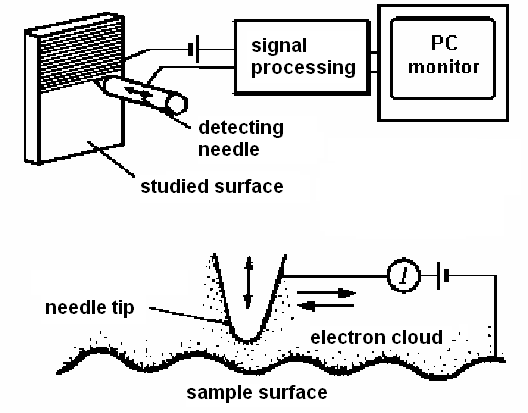 signal
processing
PC
monitor
detecting
needle
studied surface
needle tip
I
electron cloud
sample surface